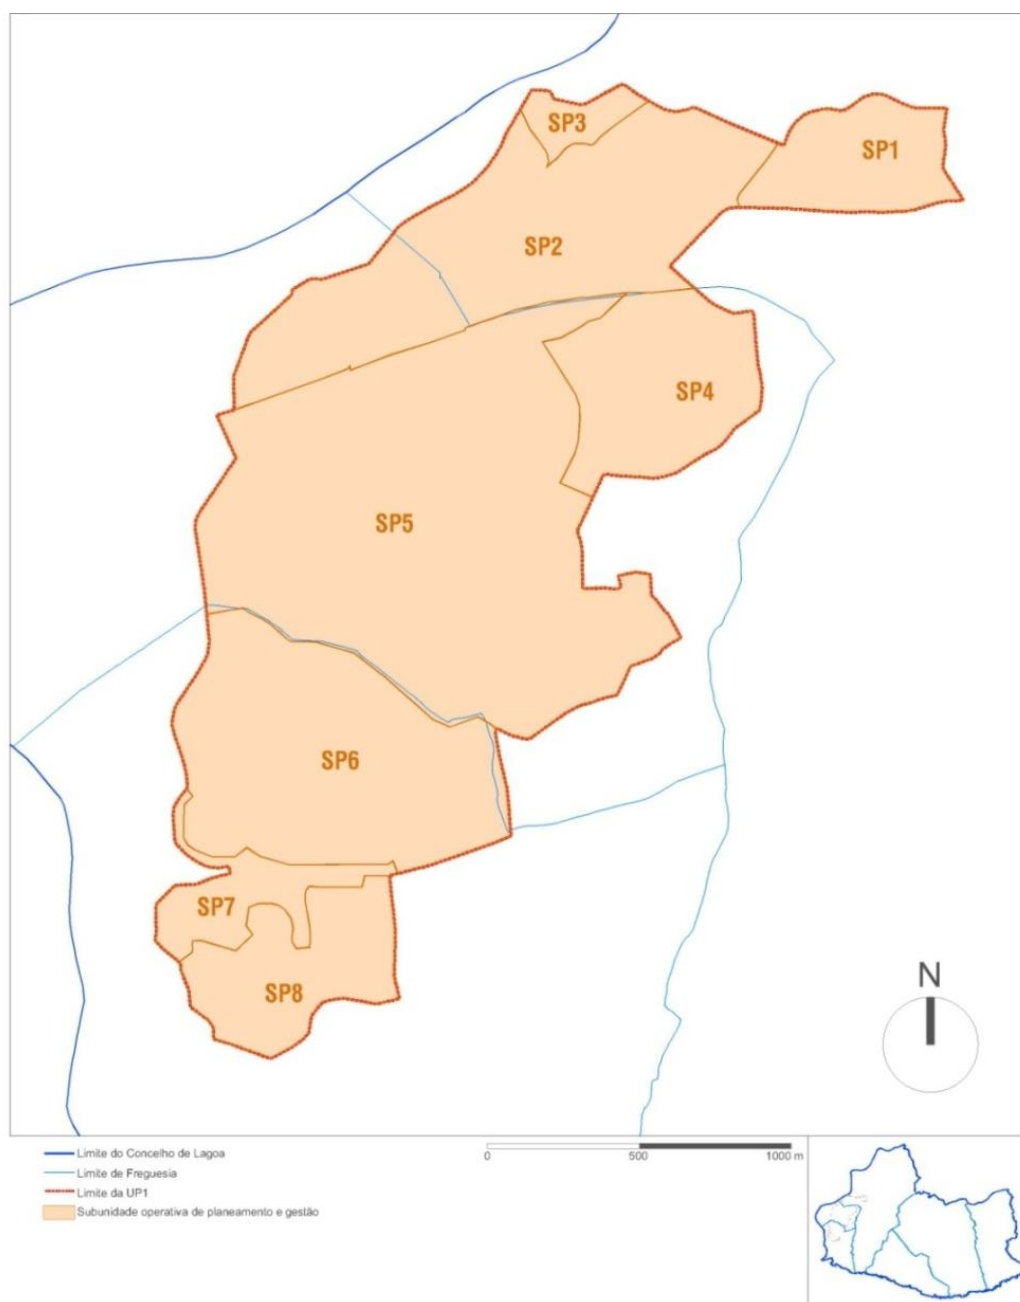 SP3
SP1
SP2
SP4
SP5
SP6
SP7
SP8
N
Limite do Concelho de Lagoa
Limite de Freguesia
Limite da UP1
Subunidade operativa de planeamento e gestão
0 500 1000 m